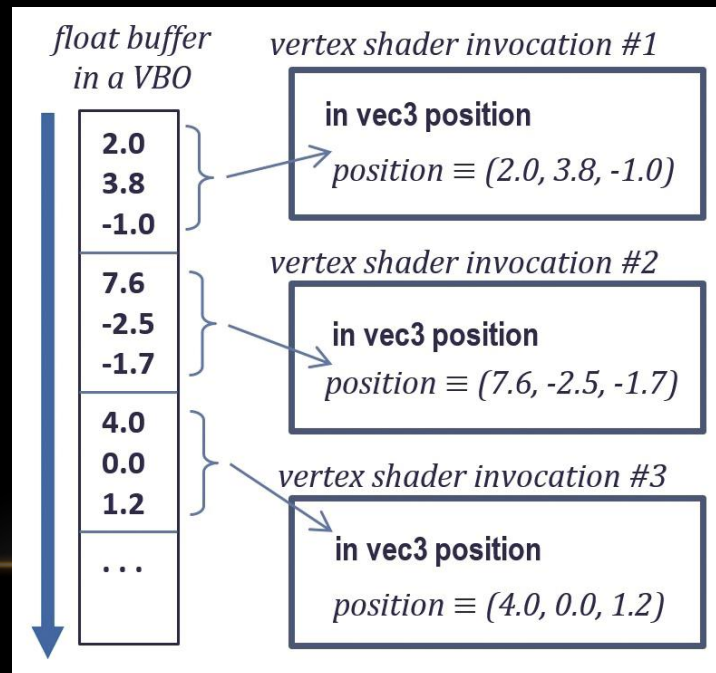 float buffer
in a VBO
2.0
3.8
-1.0
7.6
-2.5
-1.7
4.0
0.0
1.2
. . .
vertex shader invocation #1
in vec3 position
position ≡ (2.0, 3.8, -1.0)
vertex shader invocation #2
in vec3 position
position ≡ (7.6, -2.5, -1.7)
vertex shader invocation #3
in vec3 position
position ≡ (4.0, 0.0, 1.2)